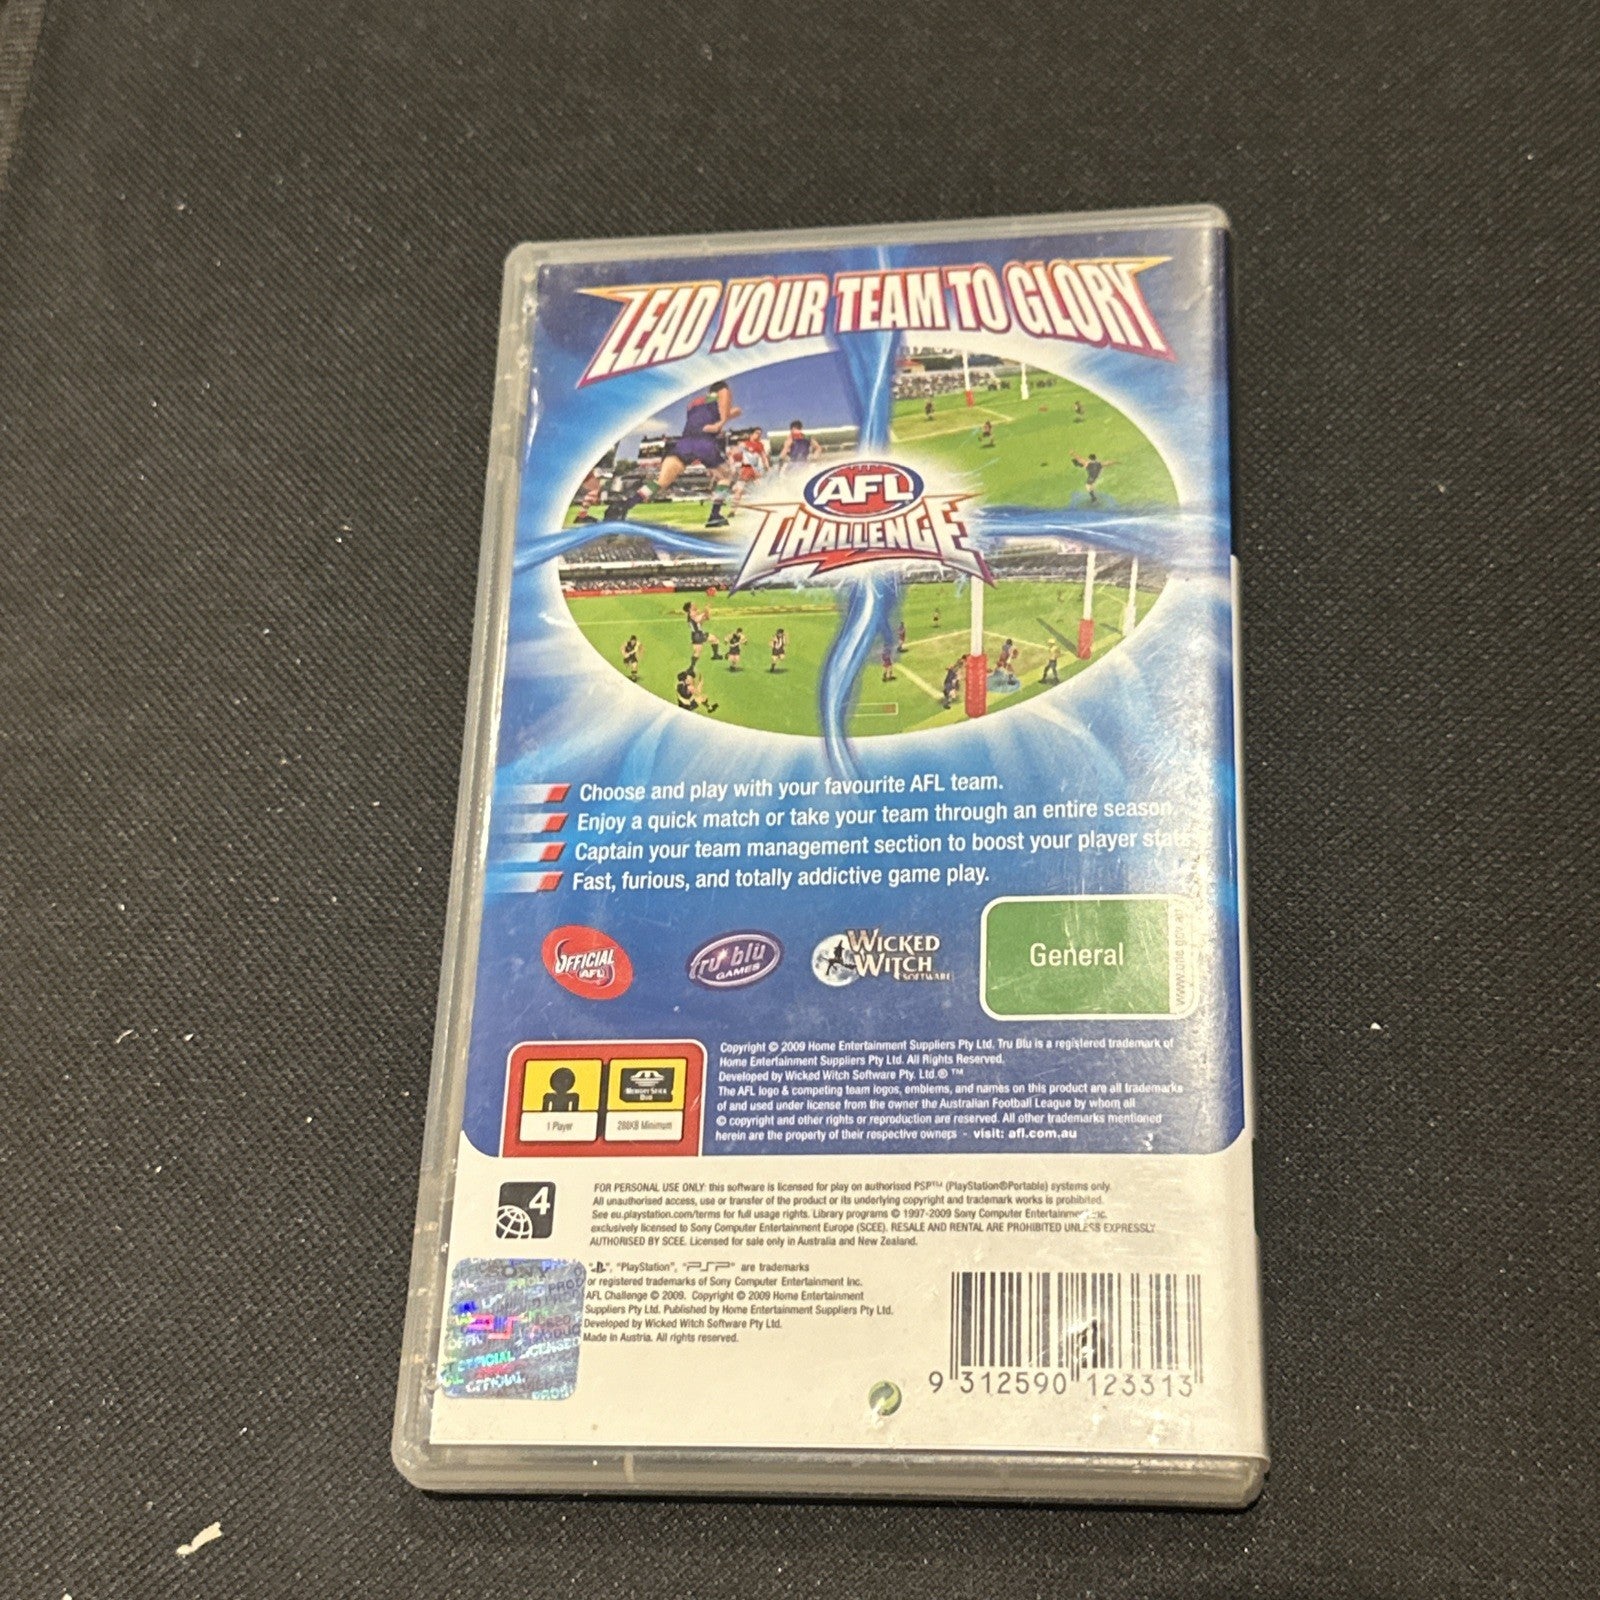 LEAD YOUR TEAM TO GLORY
AFL
CHALLENGE
Choose and play with your favourite AFL team.
Enjoy a quick match or take your team through an entire season.
Captain your team management section to boost your player stats
Fast, furious, and totally addictive game play.
OFFICIAL
AFL
tru blu
GAMES
WICKED
WITCH
SOFTWARE
General
Copyright © 2009 Home Entertainment Suppliers Pty Ltd. Tru Blu is a registered trademark of
Home Entertainment Suppliers Pty Ltd. All Rights Reserved.
Developed by Wicked Witch Software Pty. Ltd.® ™
The AFL logo & competing team logos, emblems, and names on this product are all trademarks
of and used under license from the owner the Australian Football League by whom all
© copyright and other rights or reproduction are reserved. All other trademarks mentioned
herein are the property of their respective owners - visit: afl.com.au
MEMORY STICK
DUO
1 Player
288KB Minimum
4
FOR PERSONAL USE ONLY: this software is licensed for play on authorised PSP™ (PlayStation®Portable) systems only.
All unauthorised access, use or transfer of the product or its underlying copyright and trademark works is prohibited.
See eu.playstation.com/terms for full usage rights. Library programs © 1997-2009 Sony Computer Entertainment Inc.
exclusively licensed to Sony Computer Entertainment Europe (SCEE). RESALE AND RENTAL ARE PROHIBITED UNLESS EXPRESSLY
AUTHORISED BY SCEE. Licensed for sale only in Australia and New Zealand.
"PlayStation", "PSP" are trademarks
or registered trademarks of Sony Computer Entertainment Inc.
AFL Challenge © 2009. Copyright © 2009 Home Entertainment
Suppliers Pty Ltd. Published by Home Entertainment Suppliers Pty Ltd.
Developed by Wicked Witch Software Pty Ltd.
Made in Austria. All rights reserved.
SONY
OFFICIAL LICENSED
OFFICIAL
9 312590 123313